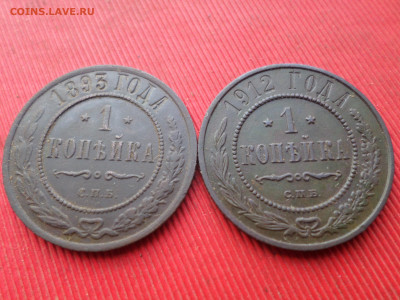 COINS.LAVE.RU
1893 ГОДА
* 1 *
КОПѢЙКА
С.П.Б.
1912 ГОДА
* 1 *
КОПѢЙКА
С.П.Б.